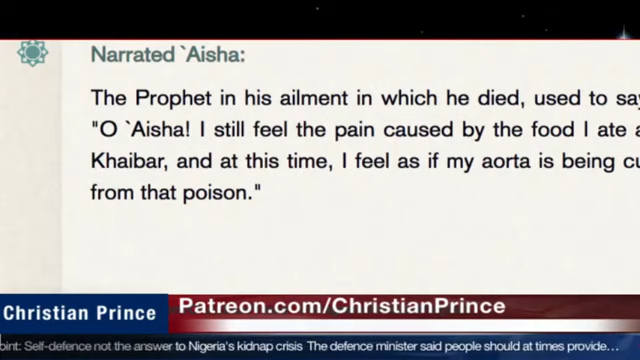 Narrated `Aisha:
The Prophet in his ailment in which he died, used to say
"O `Aisha! I still feel the pain caused by the food I ate a
Khaibar, and at this time, I feel as if my aorta is being cu
from that poison."
Patreon.com/ChristianPrince
Christian Prince
oint: Self-defence not the answer to Nigeria's kidnap crisis The defence minister said people should at times provide…